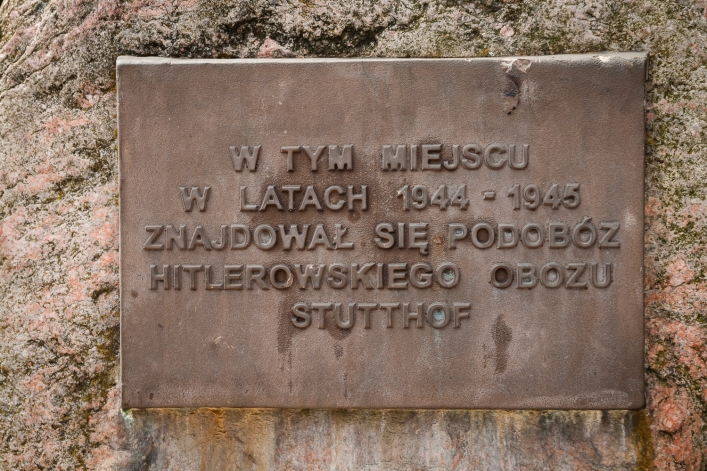 W TYM MIEJSCU
W LATACH 1944 - 1945
ZNAJDOWAŁ SIĘ PODOBÓZ
HITLEROWSKIEGO OBOZU
STUTTHOF